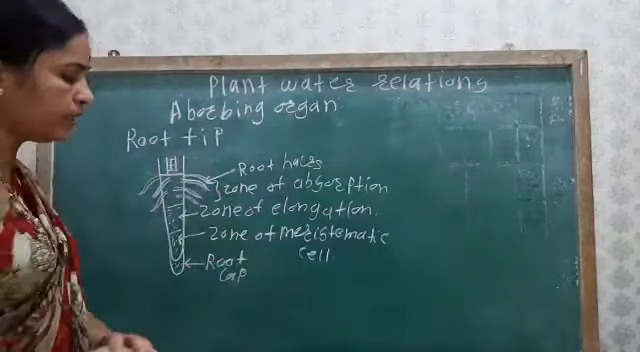 Plant water relations
Aborbing organ
Root tip
Root hairs
zone of absorption
zone of elongation.
zone of meristematic
cell
Root
Cap